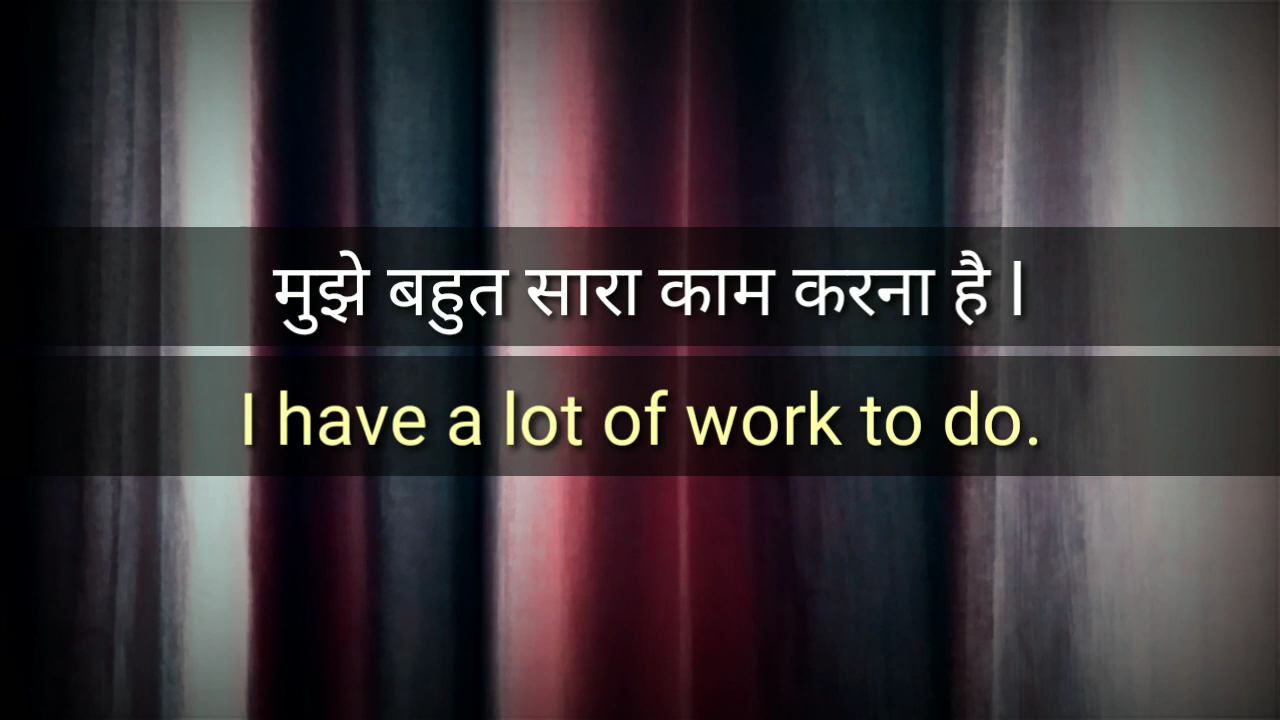 मुझे बहुत सारा काम करना है l
I have a lot of work to do.